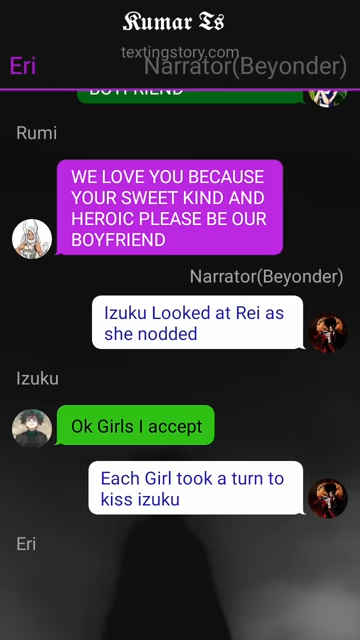 Kumar Ts
textingstory.com
Eri
Narrator(Beyonder)
BOYFRIEND
Rumi
WE LOVE YOU BECAUSE
YOUR SWEET KIND AND
HEROIC PLEASE BE OUR
BOYFRIEND
Narrator(Beyonder)
Izuku Looked at Rei as
she nodded
Izuku
Ok Girls I accept
Each Girl took a turn to
kiss izuku
Eri